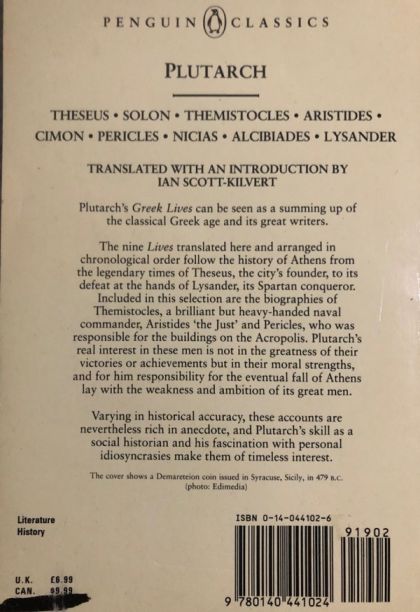 PENGUIN CLASSICS
PLUTARCH
THESEUS • SOLON • THEMISTOCLES • ARISTIDES •
CIMON • PERICLES • NICIAS • ALCIBIADES • LYSANDER
TRANSLATED WITH AN INTRODUCTION BY
IAN SCOTT-KILVERT
Plutarch's Greek Lives can be seen as a summing up of
the classical Greek age and its great writers.
The nine Lives translated here and arranged in
chronological order follow the history of Athens from
the legendary times of Theseus, the city's founder, to its
defeat at the hands of Lysander, its Spartan conqueror.
Included in this selection are the biographies of
Themistocles, a brilliant but heavy-handed naval
commander, Aristides 'the Just' and Pericles, who was
responsible for the buildings on the Acropolis. Plutarch's
real interest in these men is not in the greatness of their
victories or achievements but in their moral strengths,
and for him responsibility for the eventual fall of Athens
lay with the weakness and ambition of its great men.
Varying in historical accuracy, these accounts are
nevertheless rich in anecdote, and Plutarch's skill as a
social historian and his fascination with personal
idiosyncrasies make them of timeless interest.
The cover shows a Demareteion coin issued in Syracuse, Sicily, in 479 B.C.
(photo: Edimedia)
Literature
History
U.K. £6.99
CAN. $9.99
ISBN 0-14-044102-6
91902
9 780140 441024